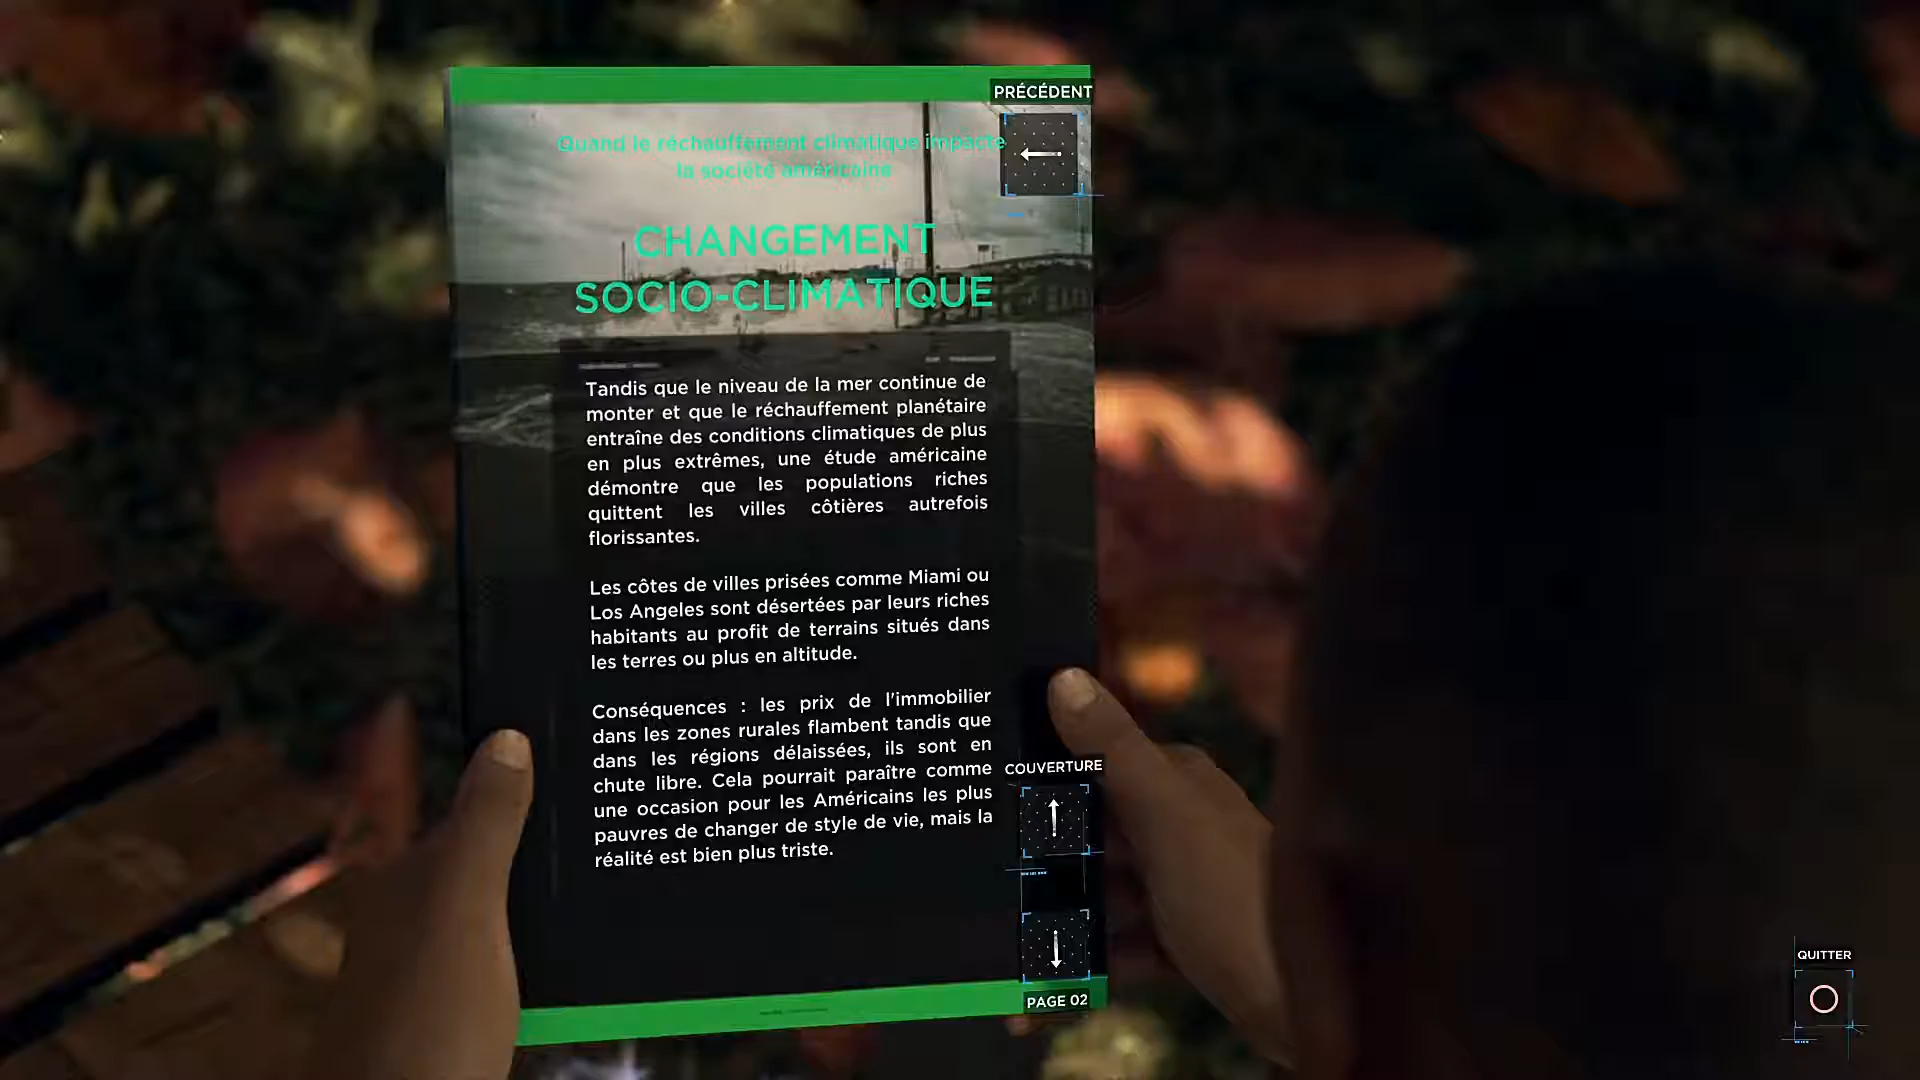 PRÉCÉDENT
Quand le réchauffement climatique impacte
la société américaine
CHANGEMENT
SOCIO-CLIMATIQUE
Tandis que le niveau de la mer continue de
monter et que le réchauffement planétaire
entraîne des conditions climatiques de plus
en plus extrêmes, une étude américaine
démontre que les populations riches
quittent les villes côtières autrefois
florissantes.
Les côtes de villes prisées comme Miami ou
Los Angeles sont désertées par leurs riches
habitants au profit de terrains situés dans
les terres ou plus en altitude.
Conséquences : les prix de l'immobilier
dans les zones rurales flambent tandis que
dans les régions délaissées, ils sont en
chute libre. Cela pourrait paraître comme
une occasion pour les Américains les plus
pauvres de changer de style de vie, mais la
réalité est bien plus triste.
COUVERTURE
PAGE 02
QUITTER